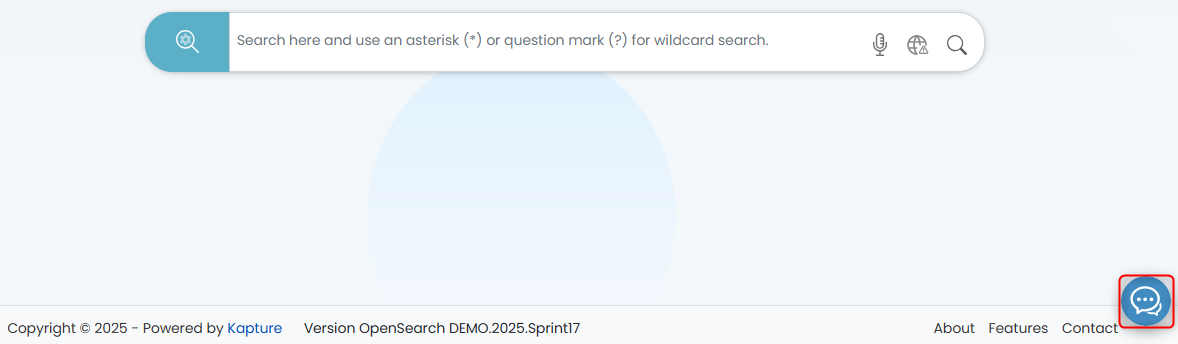 Search here and use an asterisk (*) or question mark (?) for wildcard search.
Copyright © 2025 - Powered by Kapture Version OpenSearch DEMO.2025.Sprint17 About Features Contact